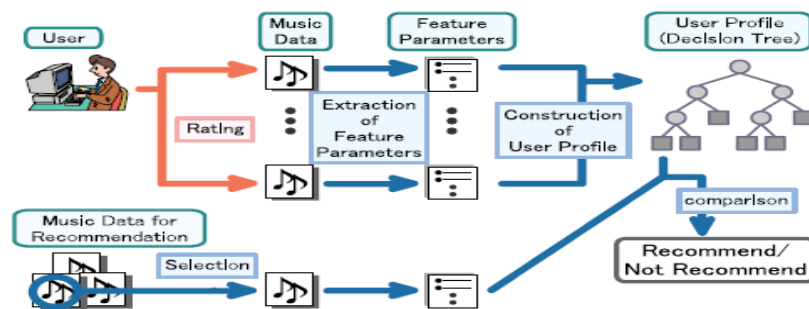 User
Music
Data
Feature
Parameters
User Profile
(Decision Tree)
Rating
Extraction
of
Feature
Parameters
Construction
of
User Profile
comparison
Music Data for
Recommendation
Selection
Recommend/
Not Recommend